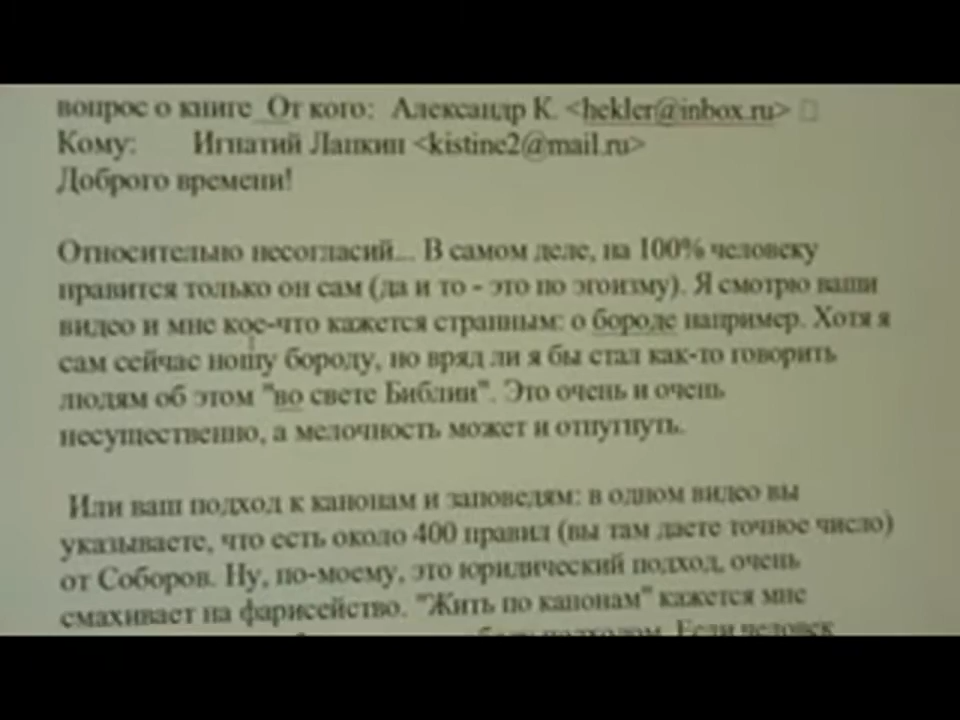 вопрос о книге От кого: Александр К. <hekler@inbox.ru>
Кому: Игнатий Лапкин <kistine2@mail.ru>
Доброго времени!
Относительно несогласий... В самом деле, на 100% человеку
нравится только он сам (да и то - это по эгоизму). Я смотрю ваши
видео и мне кое-что кажется странным: о бороде например. Хотя я
сам сейчас ношу бороду, но вряд ли я бы стал как-то говорить
людям об этом "во свете Библии". Это очень и очень
несущественно, а мелочность может и отпугнуть.
Или ваш подход к канонам и заповедям: в одном видео вы
указываете, что есть около 400 правил (вы там даете точное число)
от Соборов. Ну, по-моему, это юридический подход, очень
смахивает на фарисейство. "Жить по канонам" кажется мне
подходом. Если человек